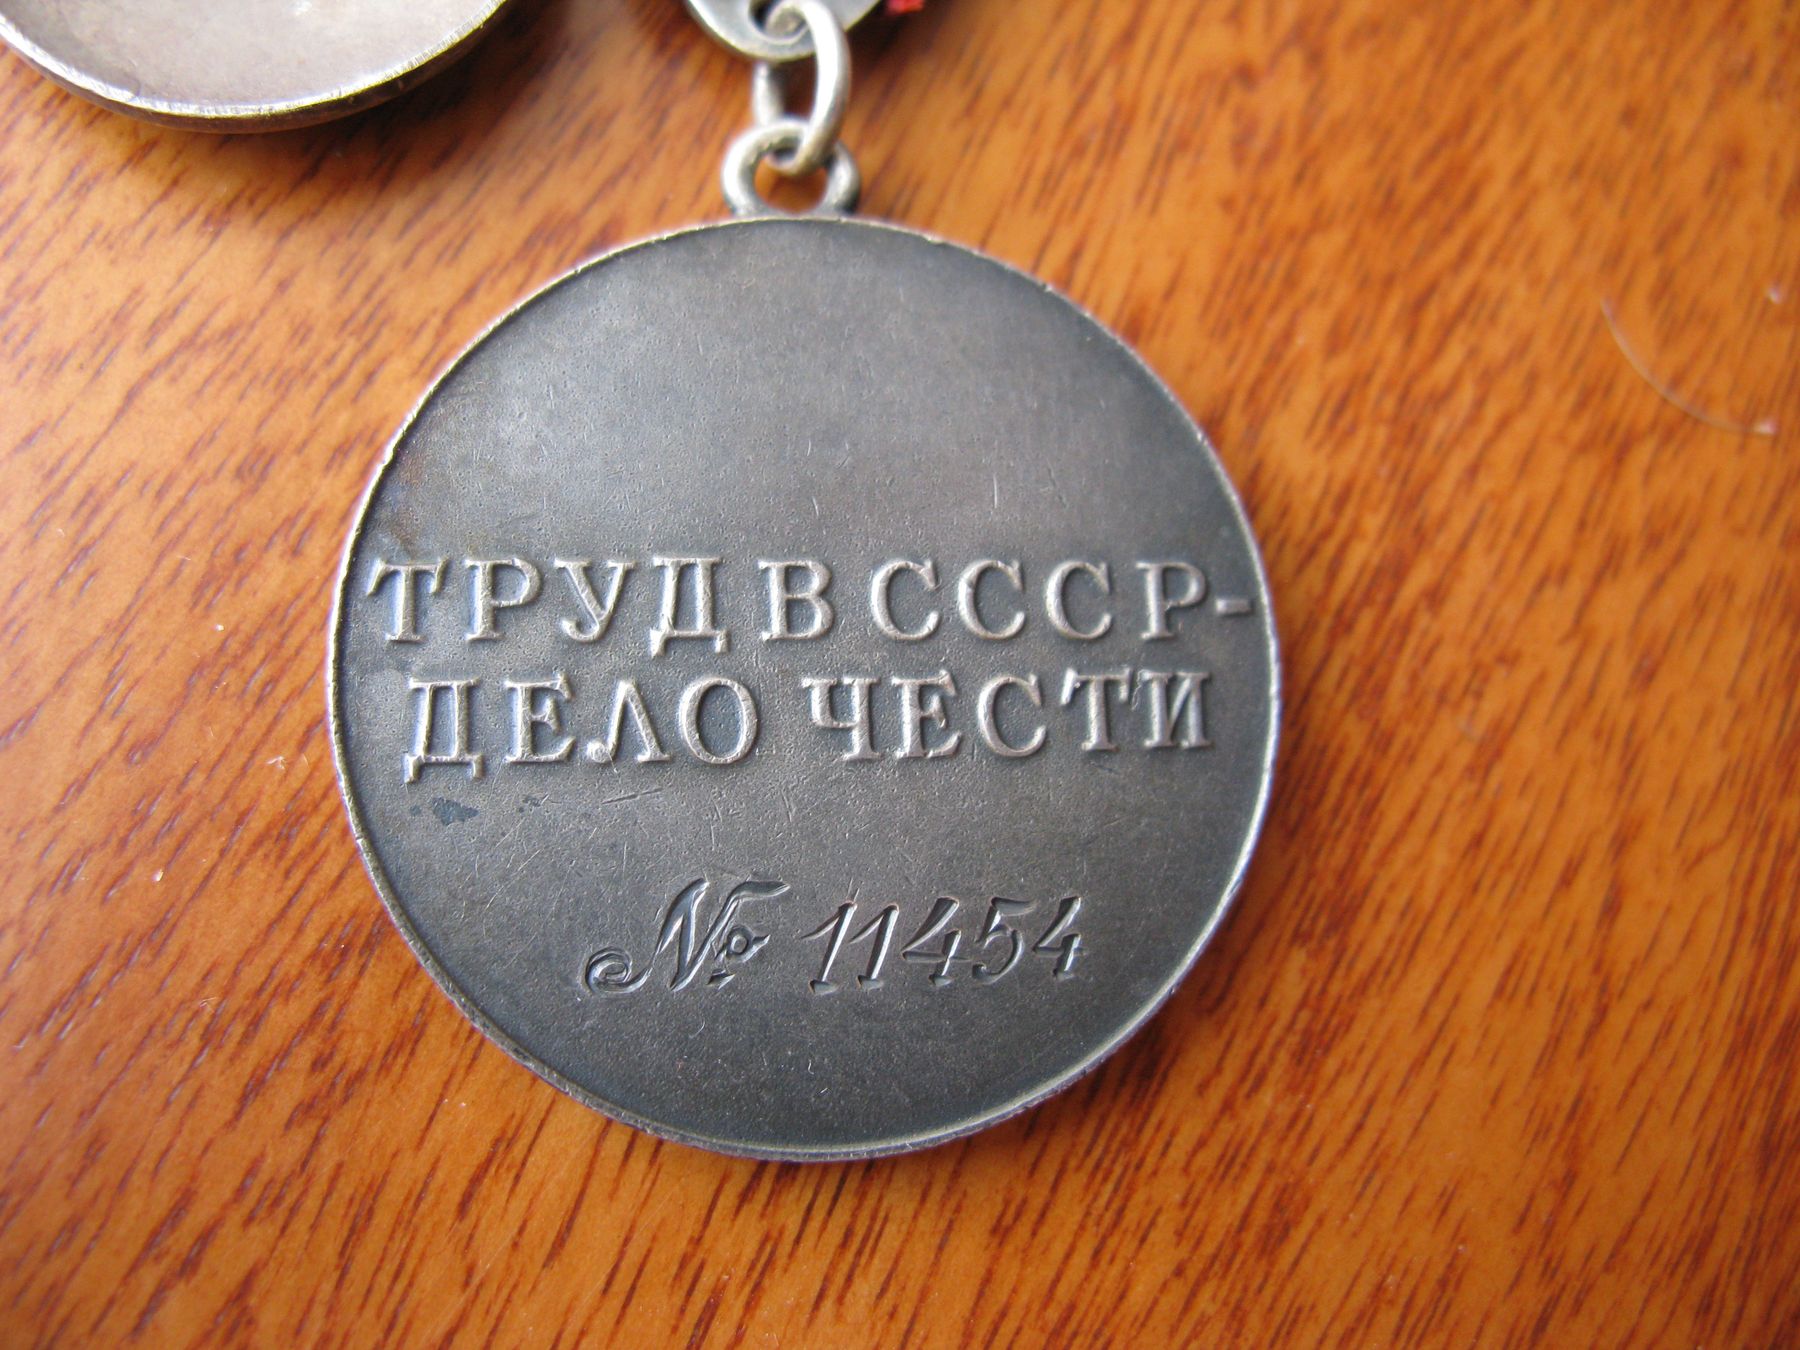 ТРУД В СССР-
ДЕЛО ЧЕСТИ
№ 11454